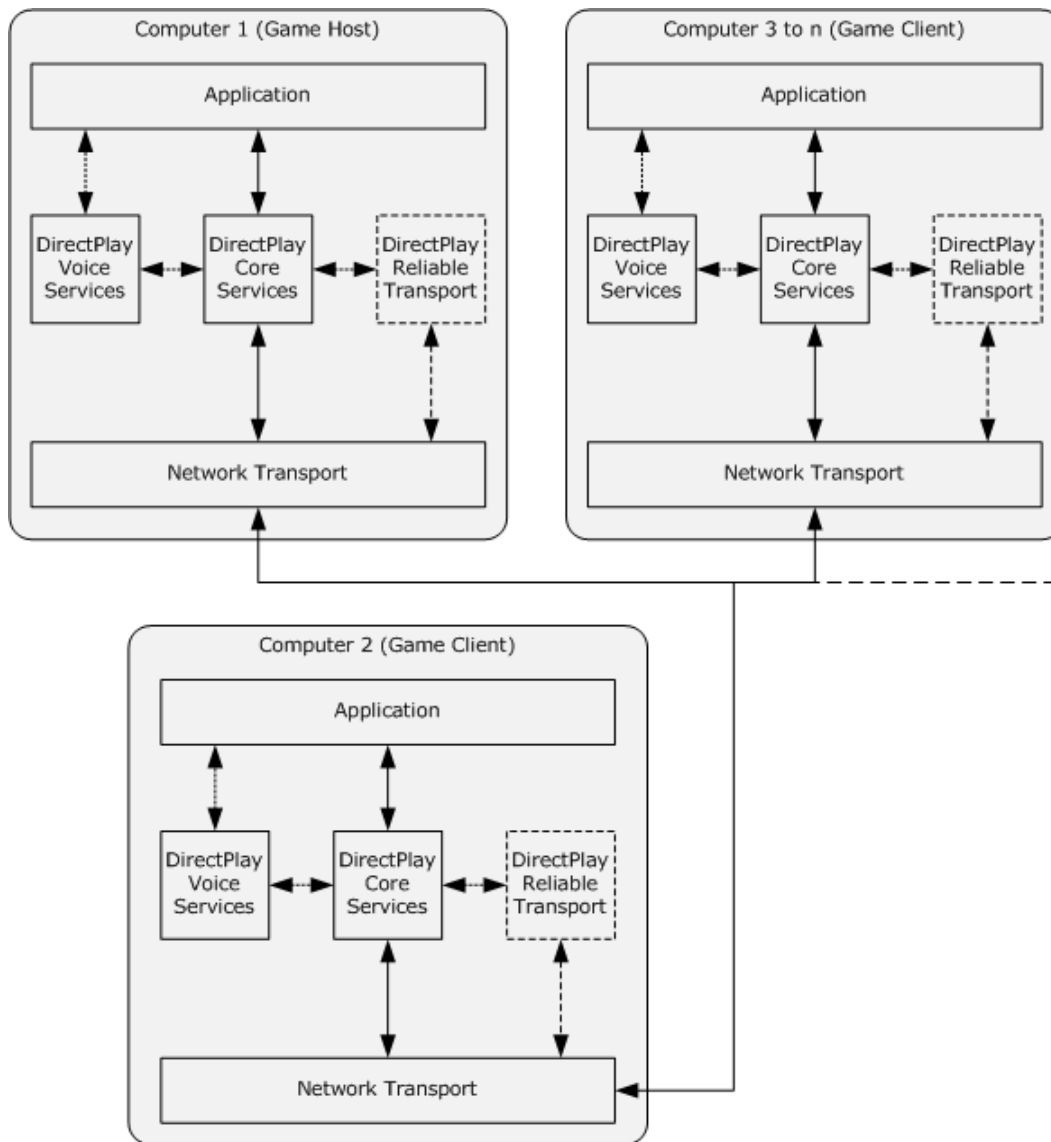 Computer 1 (Game Host)
Application
DirectPlay
Voice
Services
DirectPlay
Core
Services
DirectPlay
Reliable
Transport
Network Transport
Computer 3 to n (Game Client)
Application
DirectPlay
Voice
Services
DirectPlay
Core
Services
DirectPlay
Reliable
Transport
Network Transport
Computer 2 (Game Client)
Application
DirectPlay
Voice
Services
DirectPlay
Core
Services
DirectPlay
Reliable
Transport
Network Transport